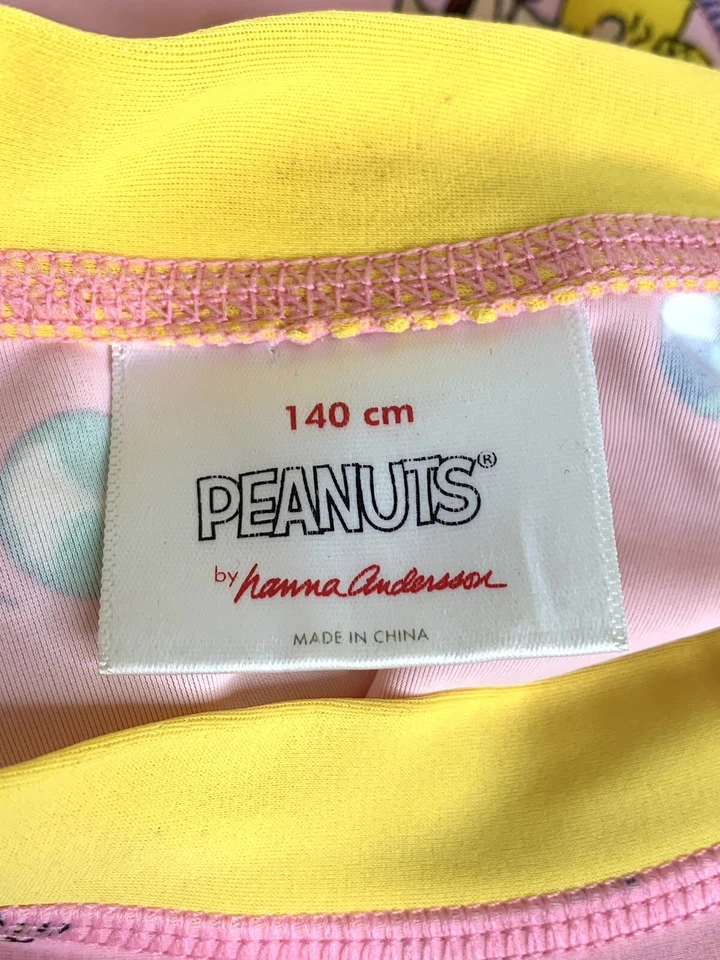 140 cm
PEANUTS®
by hanna Andersson
MADE IN CHINA